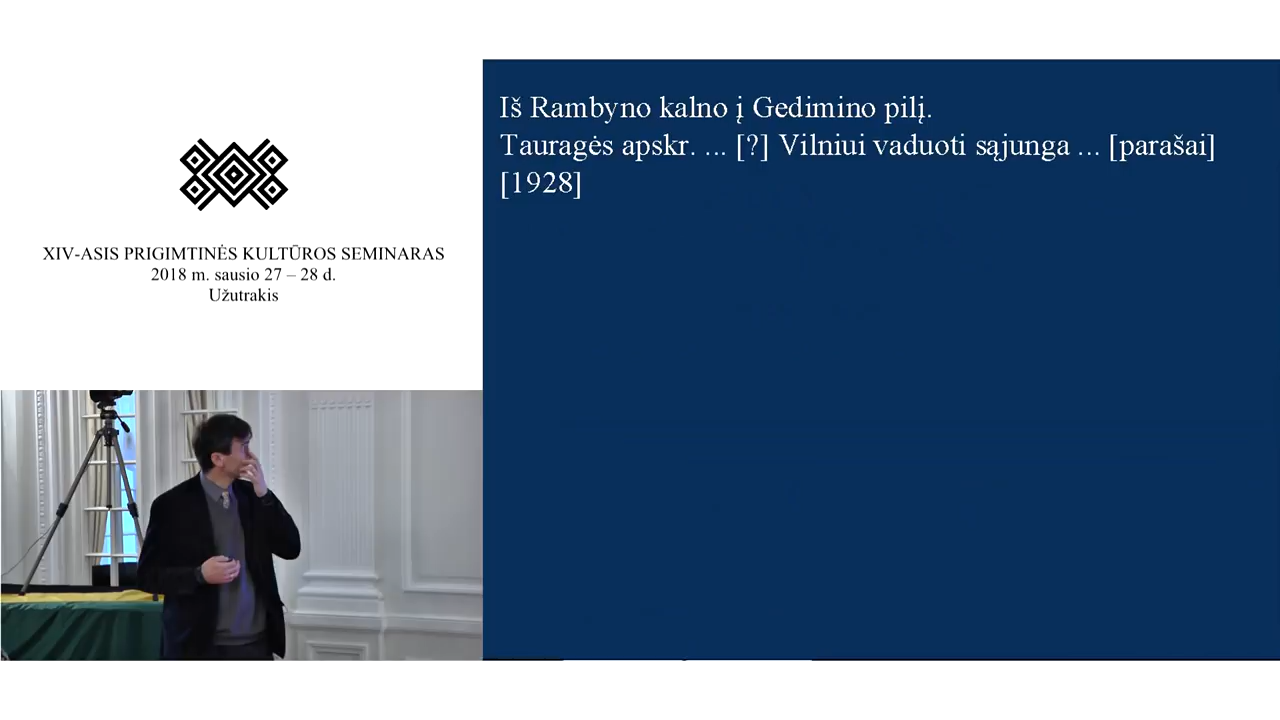 XIV-ASIS PRIGIMTINĖS KULTŪROS SEMINARAS
2018 m. sausio 27 – 28 d.
Užutrakis
Iš Rambyno kalno į Gedimino pilį.
Tauragės apskr. ... [?] Vilniui vaduoti sąjunga ... [parašai]
[1928]